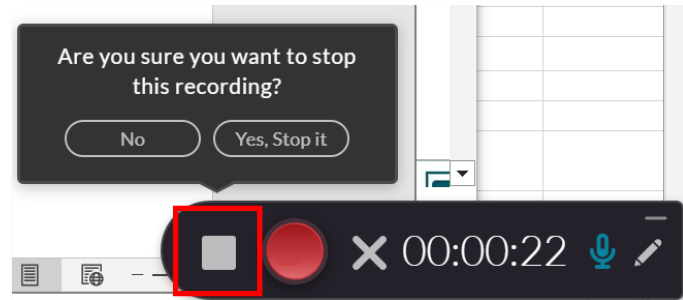 Are you sure you want to stop
this recording?
No
Yes, Stop it
00:00:22